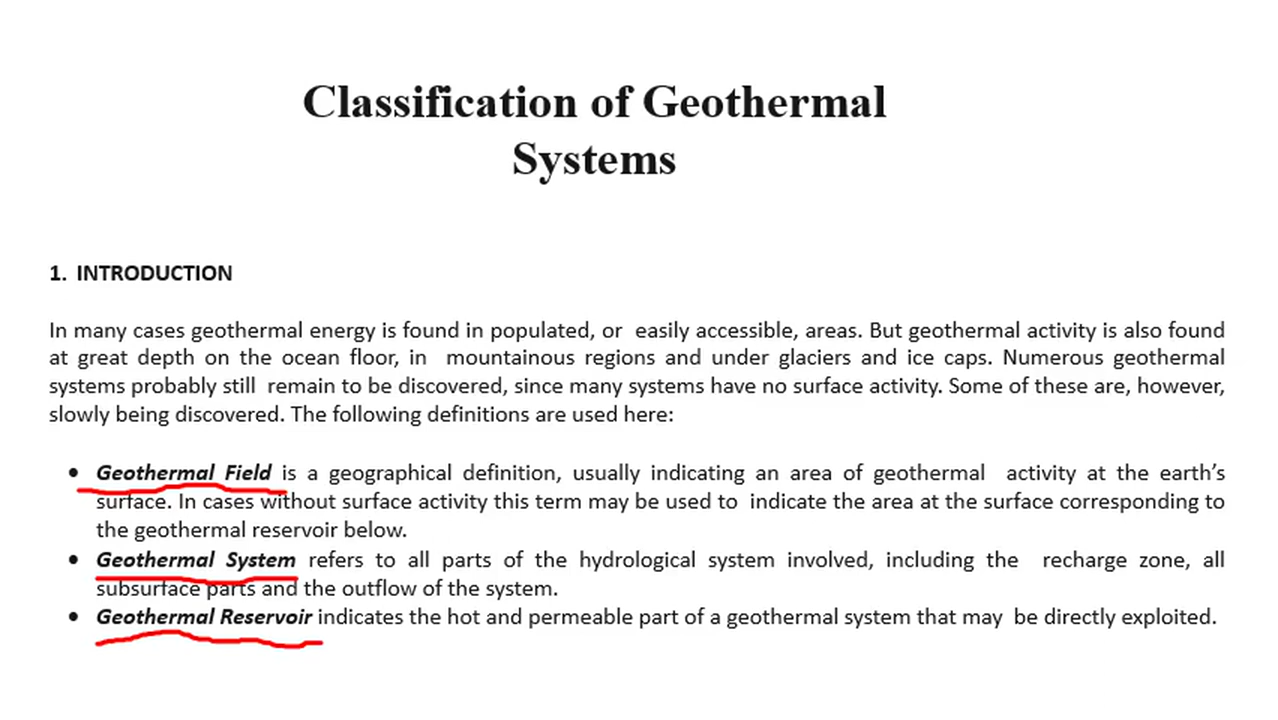 Classification of Geothermal
Systems
1. INTRODUCTION
In many cases geothermal energy is found in populated, or easily accessible, areas. But geothermal activity is also found
at great depth on the ocean floor, in mountainous regions and under glaciers and ice caps. Numerous geothermal
systems probably still remain to be discovered, since many systems have no surface activity. Some of these are, however,
slowly being discovered. The following definitions are used here:
• Geothermal Field is a geographical definition, usually indicating an area of geothermal activity at the earth’s
surface. In cases without surface activity this term may be used to indicate the area at the surface corresponding to
the geothermal reservoir below.
• Geothermal System refers to all parts of the hydrological system involved, including the recharge zone, all
subsurface parts and the outflow of the system.
• Geothermal Reservoir indicates the hot and permeable part of a geothermal system that may be directly exploited.